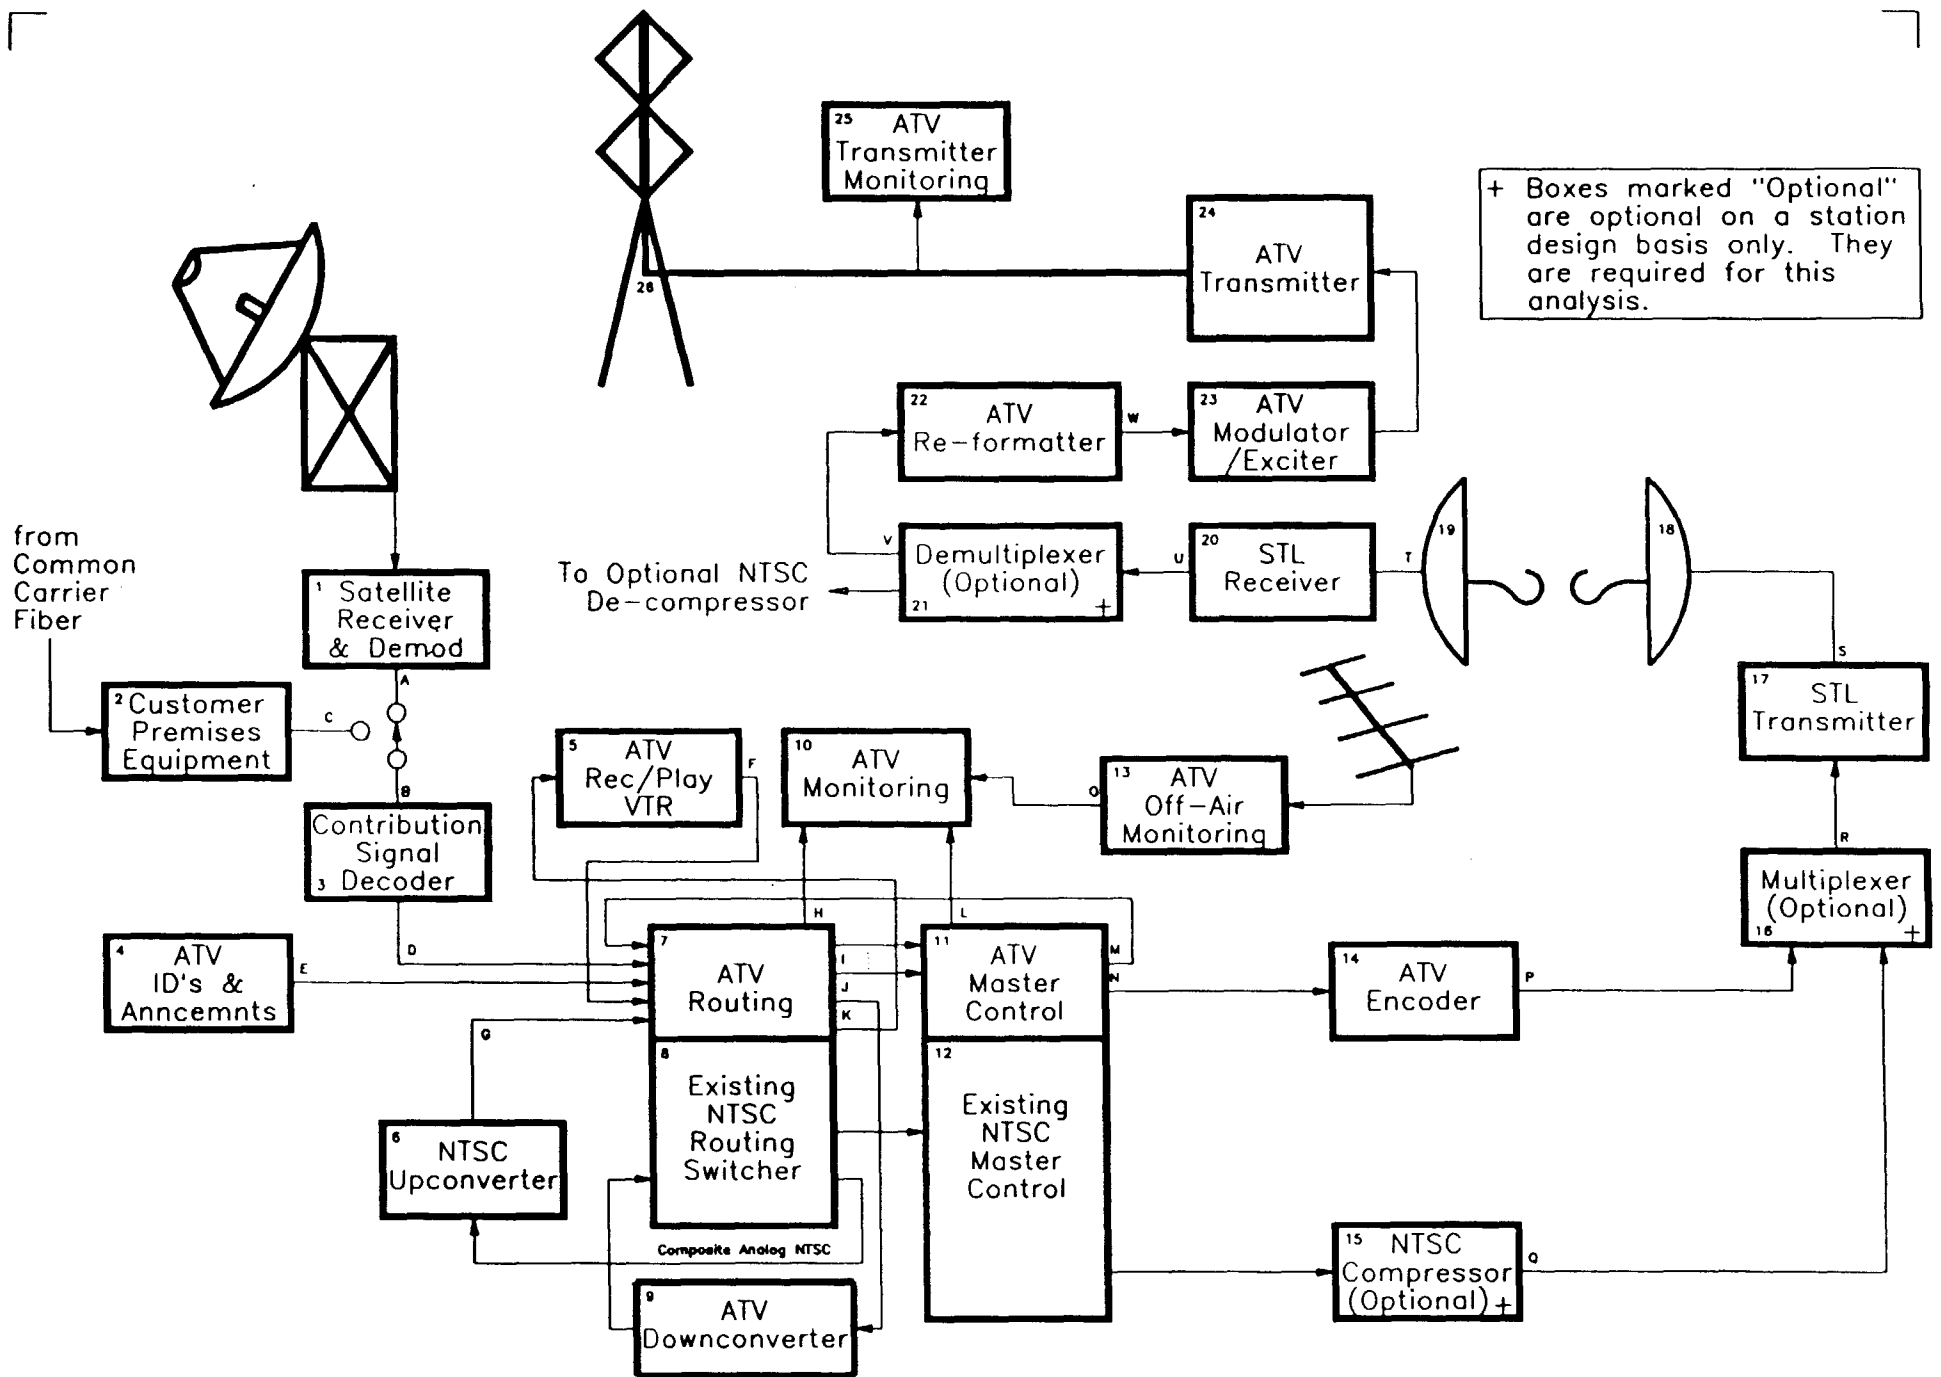 25 ATV
Transmitter
Monitoring
+ Boxes marked "Optional"
are optional on a station
design basis only. They
are required for this
analysis.
24
ATV
Transmitter
26
22
ATV
Re-formatter
W
23 ATV
Modulator
/Exciter
from
Common
Carrier
Fiber
To Optional NTSC
De-compressor
V
Demultiplexer
(Optional)
21 +
U
20 STL
Receiver
T
19
18
S
1 Satellite
Receiver
& Demod
A
2 Customer
Premises
Equipment
C
B
Contribution
Signal
3 Decoder
D
4 ATV
ID's &
Anncemnts
E
5 ATV
Rec/Play
VTR
F
10 ATV
Monitoring
O
13 ATV
Off-Air
Monitoring
17 STL
Transmitter
R
Multiplexer
(Optional)
16 +
H
L
7
ATV
Routing
I
J
K
11
ATV
Master
Control
M
N
14
ATV
Encoder
P
G
8
Existing
NTSC
Routing
Switcher
12
Existing
NTSC
Master
Control
6
NTSC
Upconverter
Composite Analog NTSC
9
ATV
Downconverter
15 NTSC
Compressor
(Optional) +
Q